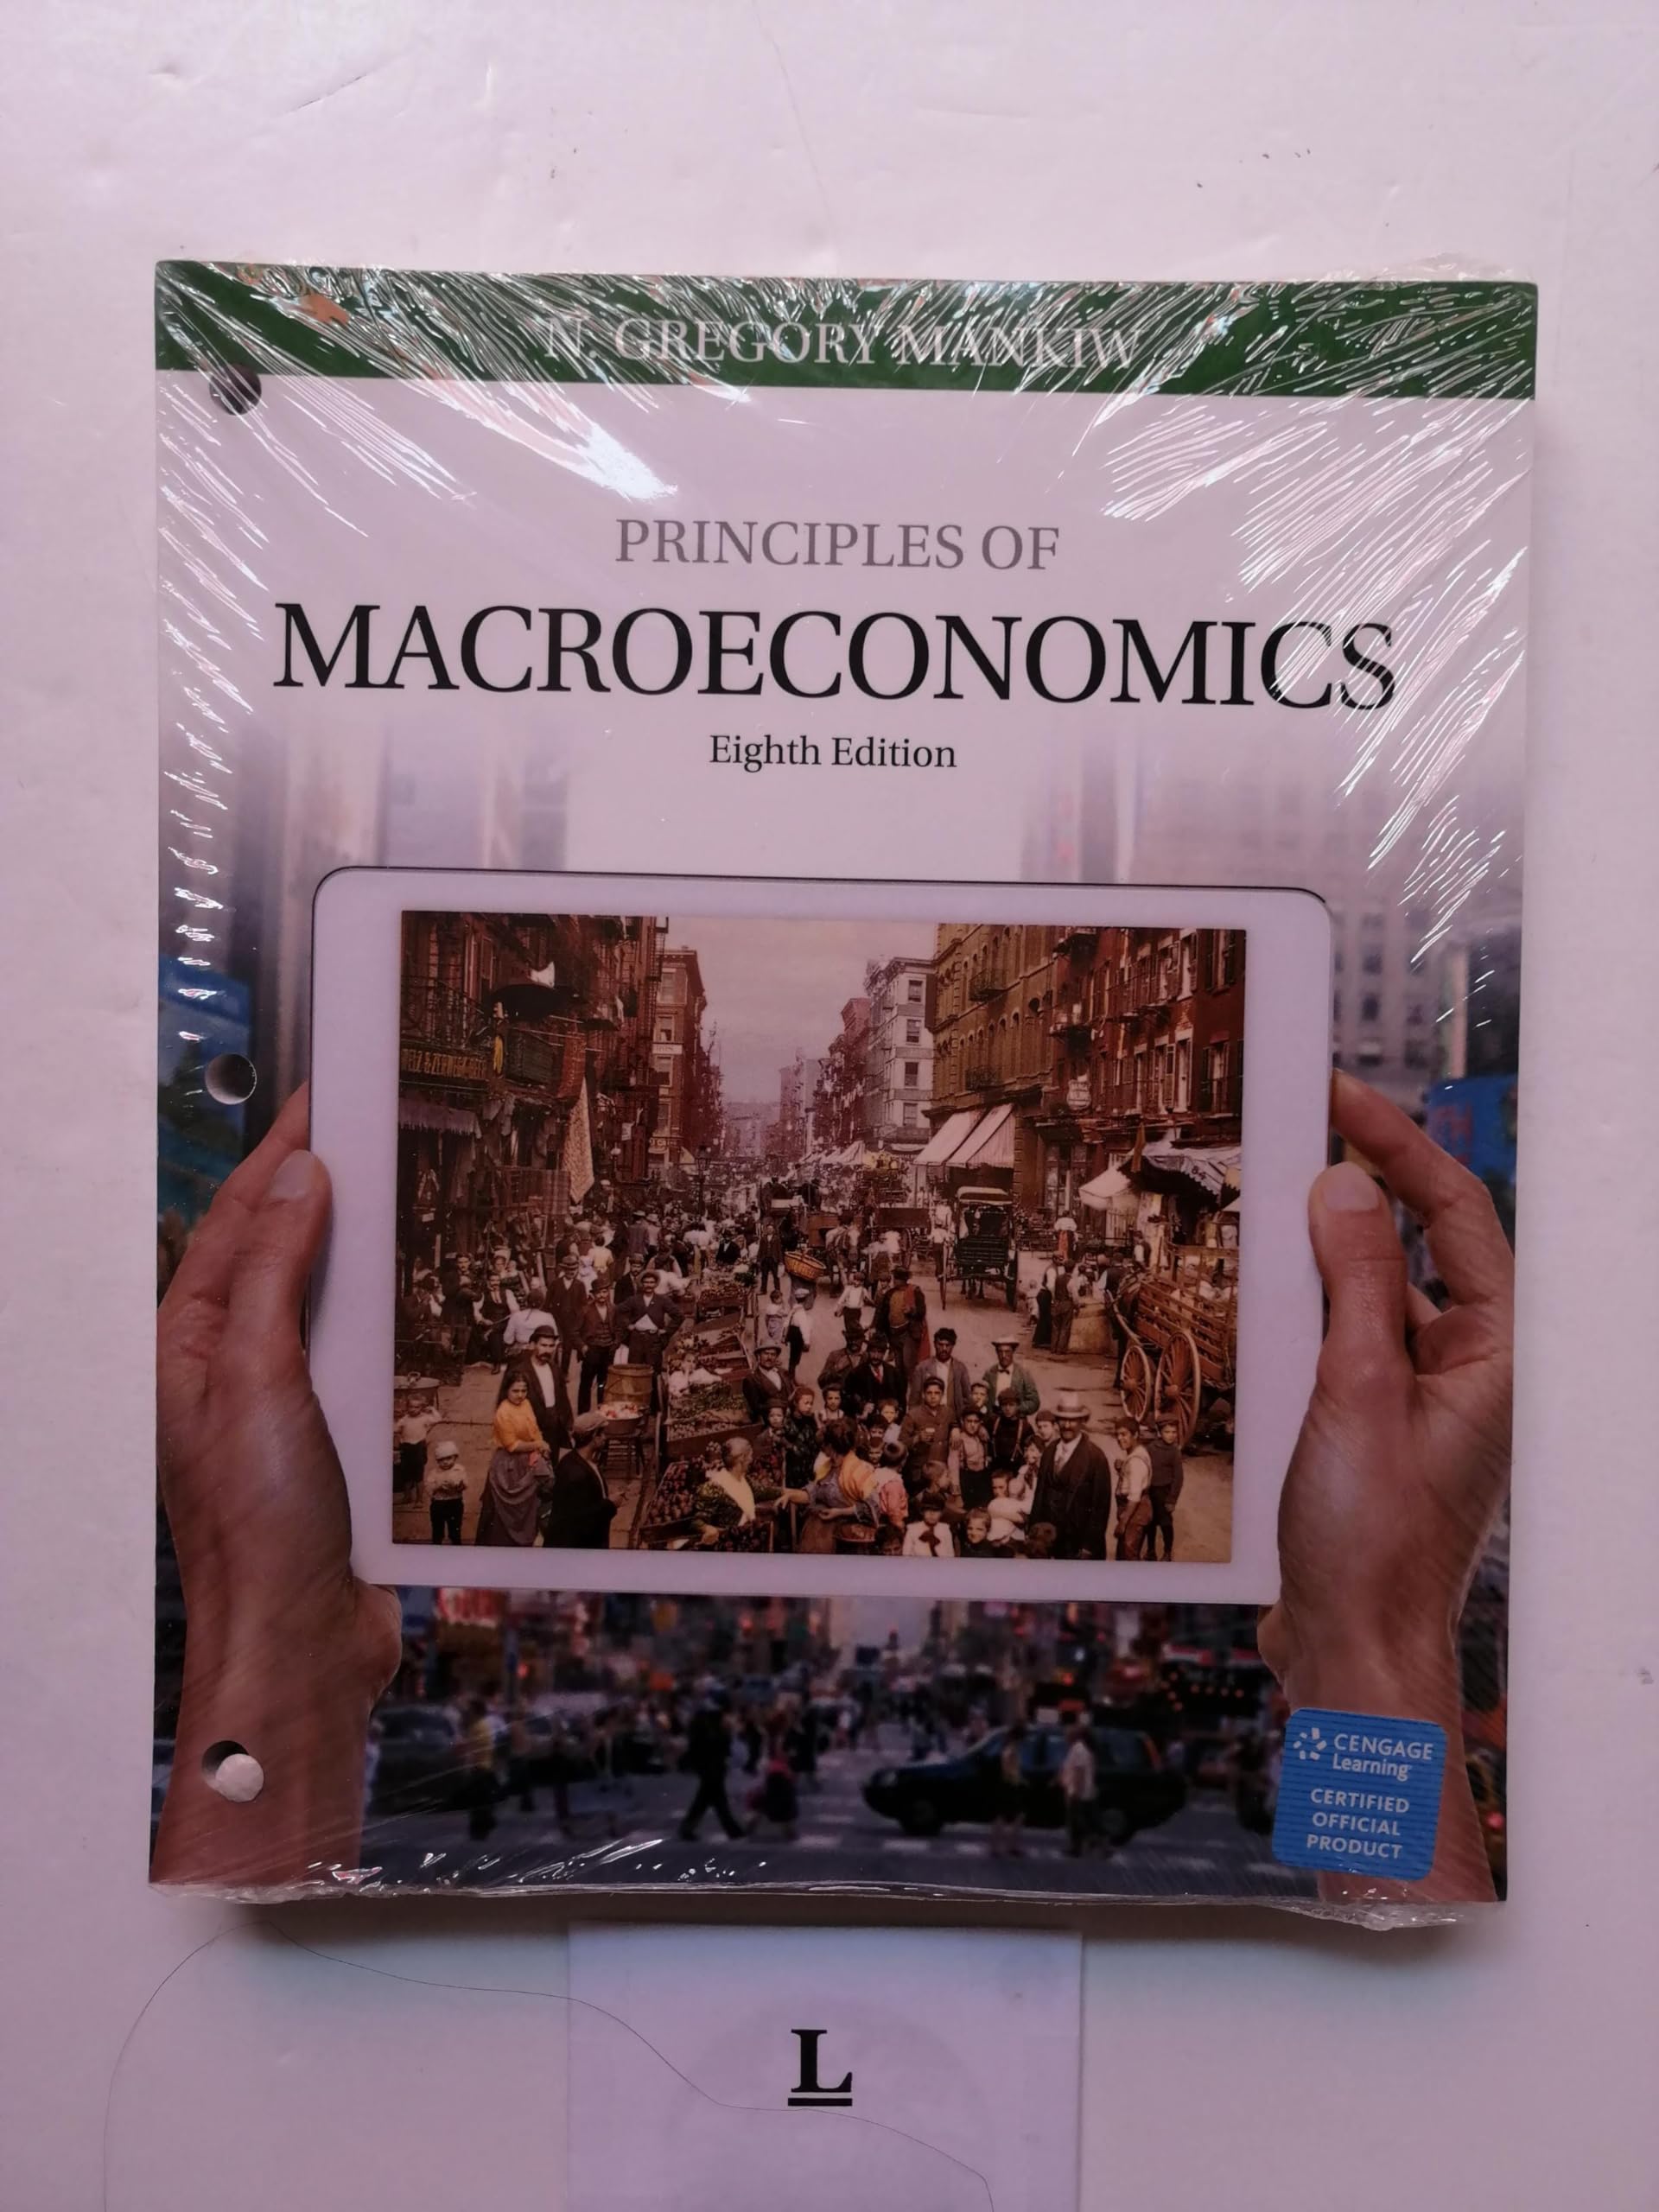 N. GREGORY MANKIW
PRINCIPLES OF
MACROECONOMICS
Eighth Edition
CENGAGE
Learning
CERTIFIED
OFFICIAL
PRODUCT
L